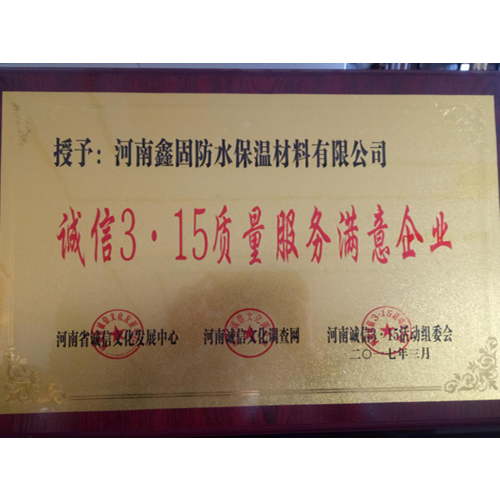 授予：河南鑫固防水保温材料有限公司
诚信3·15质量服务满意企业
河南省诚信文化发展中心 河南诚信文化调查网 河南诚信3·15活动组委会
二〇一七年三月